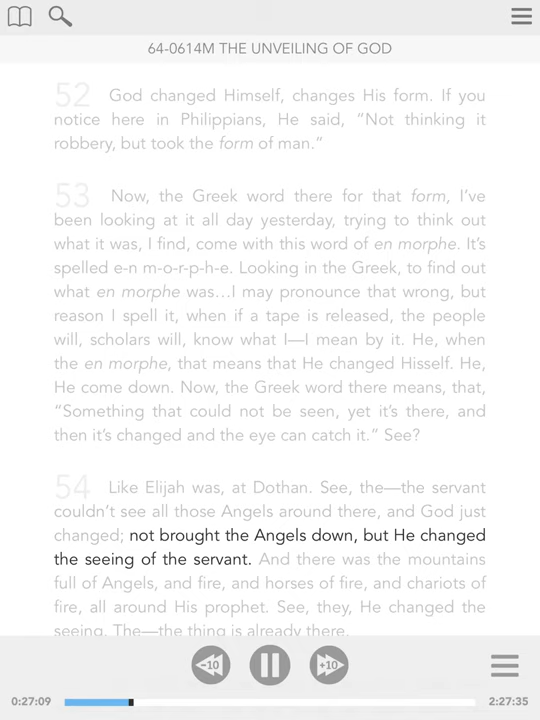 64-0614M THE UNVEILING OF GOD
52 God changed Himself, changes His form. If you
notice here in Philippians, He said, “Not thinking it
robbery, but took the form of man.”
53 Now, the Greek word there for that form, I’ve
been looking at it all day yesterday, trying to think out
what it was, I find, come with this word of en morphe. It’s
spelled e-n m-o-r-p-h-e. Looking in the Greek, to find out
what en morphe was…I may pronounce that wrong, but
reason I spell it, when if a tape is released, the people
will, scholars will, know what I—I mean by it. He, when
the en morphe, that means that He changed Hisself. He,
He come down. Now, the Greek word there means, that,
“Something that could not be seen, yet it’s there, and
then it’s changed and the eye can catch it.” See?
54 Like Elijah was, at Dothan. See, the—the servant
couldn’t see all those Angels around there, and God just
changed; not brought the Angels down, but He changed
the seeing of the servant. And there was the mountains
full of Angels, and fire, and horses of fire, and chariots of
fire, all around His prophet. See, they, He changed the
seeing. The—the thing is already there.
-10
+10
0:27:09
2:27:35